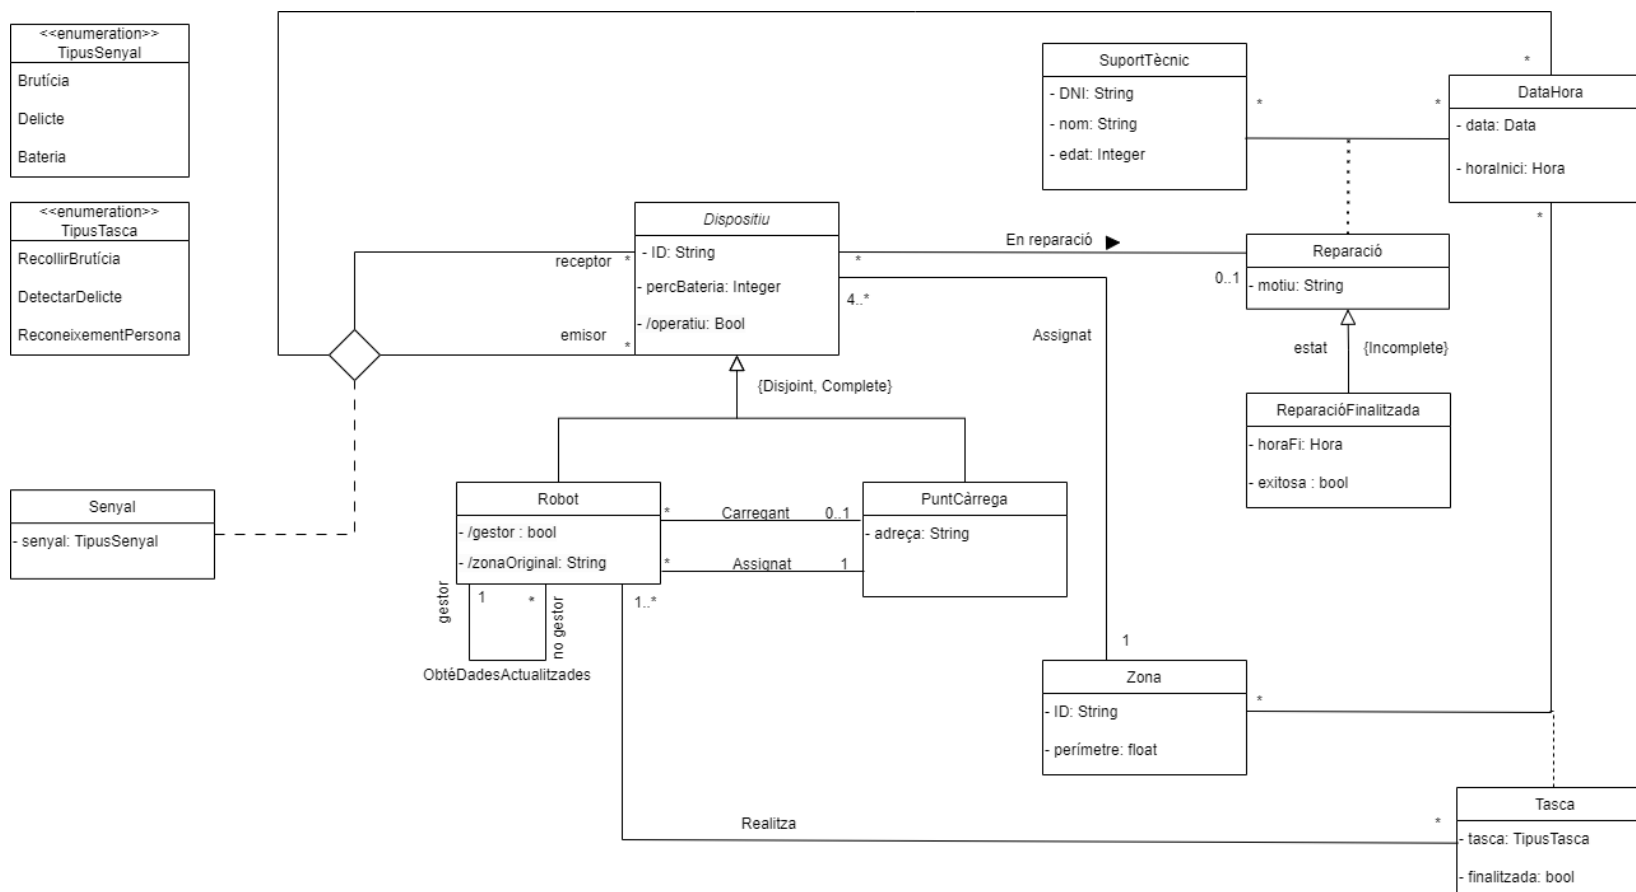 <<enumeration>>
TipusSenyal
Brutícia
Delicte
Bateria
<<enumeration>>
TipusTasca
RecollirBrutícia
DetectarDelicte
ReconeixementPersona
SuportTècnic
- DNI: String
- nom: String
- edat: Integer
*
*
*
DataHora
- data: Data
- horaInici: Hora
*
Dispositiu
- ID: String
- percBateria: Integer
- /operatiu: Bool
receptor
*
emisor
*
*
En reparació
0..1
4..*
Assignat
Reparació
- motiu: String
estat
{Incomplete}
ReparacióFinalitzada
- horaFi: Hora
- exitosa : bool
{Disjoint, Complete}
Senyal
- senyal: TipusSenyal
Robot
- /gestor : bool
- /zonaOriginal: String
*
Carregant
0..1
*
Assignat
1
PuntCàrrega
- adreça: String
gestor
1
*
no gestor
1..*
ObtéDadesActualitzades
1
Zona
- ID: String
- perímetre: float
*
Realitza
*
Tasca
- tasca: TipusTasca
- finalitzada: bool